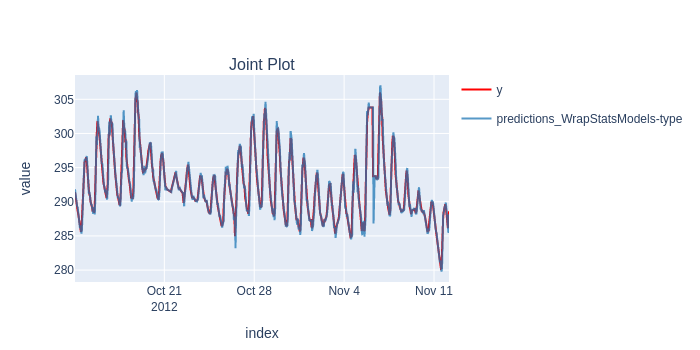 Joint Plot
y
predictions_WrapStatsModels-type
value
305
300
295
290
285
280
Oct 21
2012
Oct 28
Nov 4
Nov 11
index